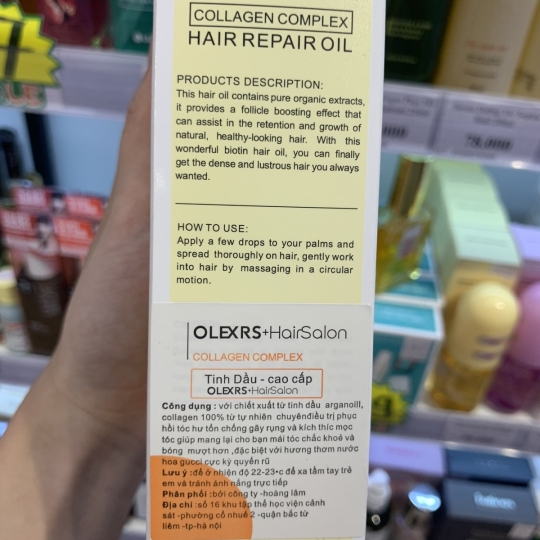 COLLAGEN COMPLEX
HAIR REPAIR OIL
PRODUCTS DESCRIPTION:
This hair oil contains pure organic extracts,
it provides a follicle boosting effect that
can assist in the retention and growth of
natural, healthy-looking hair. With this
wonderful biotin hair oil, you can finally
get the dense and lustrous hair you always
wanted.
HOW TO USE:
Apply a few drops to your palms and
spread thoroughly on hair, gently work
into hair by massaging in a circular
motion.
OLEXRS+HairSalon
COLLAGEN COMPLEX
Tinh Dầu - cao cấp
OLEXRS+HairSalon
Công dụng : với chiết xuất từ tinh dầu arganoill,
collagen 100% từ tự nhiên chuyênđiều trị phục
hồi tóc hư tổn chống gãy rụng và kích thíc mọc
tóc giúp mang lại cho bạn mái tóc chắc khoẻ và
bóng mượt hơn ,đặc biệt với hương thơm nước
hoa gucci cực kỳ quyến rũ
Lưu ý :để ở nhiệt độ 22-23•c để xa tầm tay trẻ
em và tránh ánh nắng trực tiếp
Phân phối :bởi công ty -hoàng lâm
Địa chỉ :số 16 khu tập thể học viện cảnh
sát -phường cổ nhuế 2 -quận bắc từ
liêm -tp-hà nội
78,000